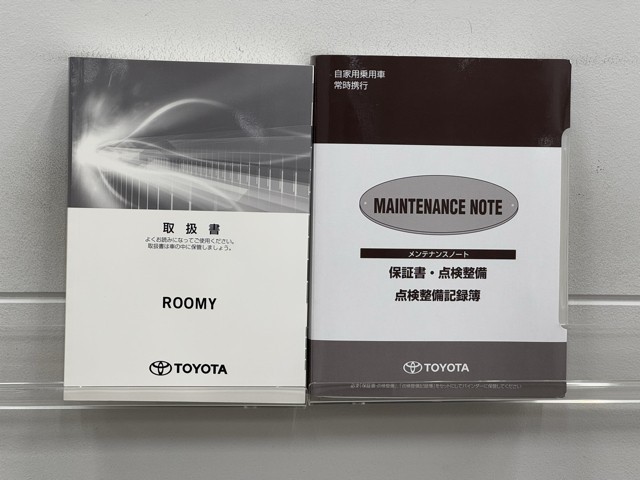 取扱書
よくお読みになってご使用ください。
取扱書は車の中に保管しましょう。
ROOMY
TOYOTA
自家用乗用車
常時携行
MAINTENANCE NOTE
メンテナンスノート
保証書・点検整備
点検整備記録簿
TOYOTA